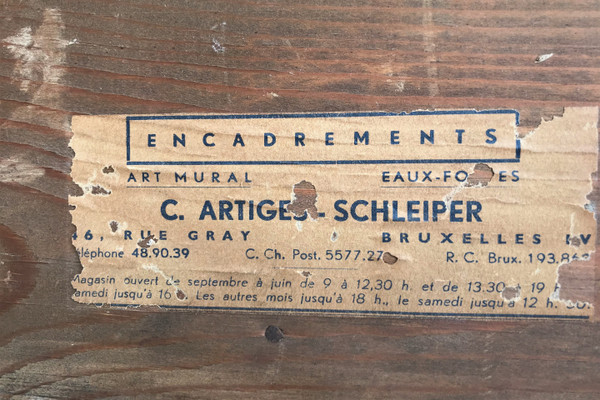 ENCADREMENTS
ART MURAL EAUX-FO ES
C. ARTIGES - SCHLEIPER
6, RUE GRAY BRUXELLES IV
éléphone 48.90.39 C. Ch. Post. 5577.27 R. C. Brux. 193.86
Magasin ouvert de septembre à juin de 9 à 12,30 h. et de 13,30 à 19 h
samedi jusqu'à 16 . Les autres mois jusqu'à 18 h., le samedi jusqu'à 12 h.